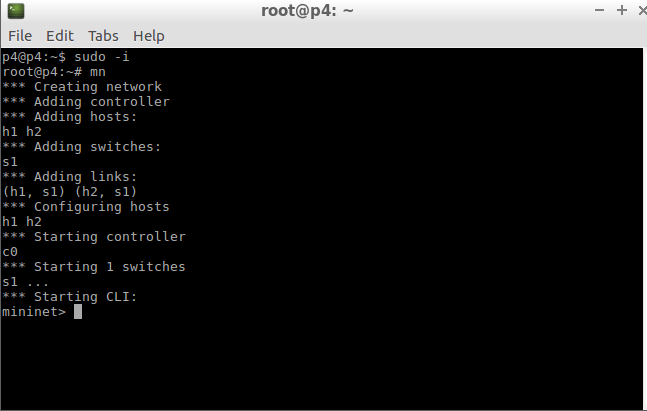 root@p4: ~
File Edit Tabs Help
p4@p4:~$ sudo -i
root@p4:~# mn
*** Creating network
*** Adding controller
*** Adding hosts:
h1 h2
*** Adding switches:
s1
*** Adding links:
(h1, s1) (h2, s1)
*** Configuring hosts
h1 h2
*** Starting controller
c0
*** Starting 1 switches
s1 ...
*** Starting CLI:
mininet>